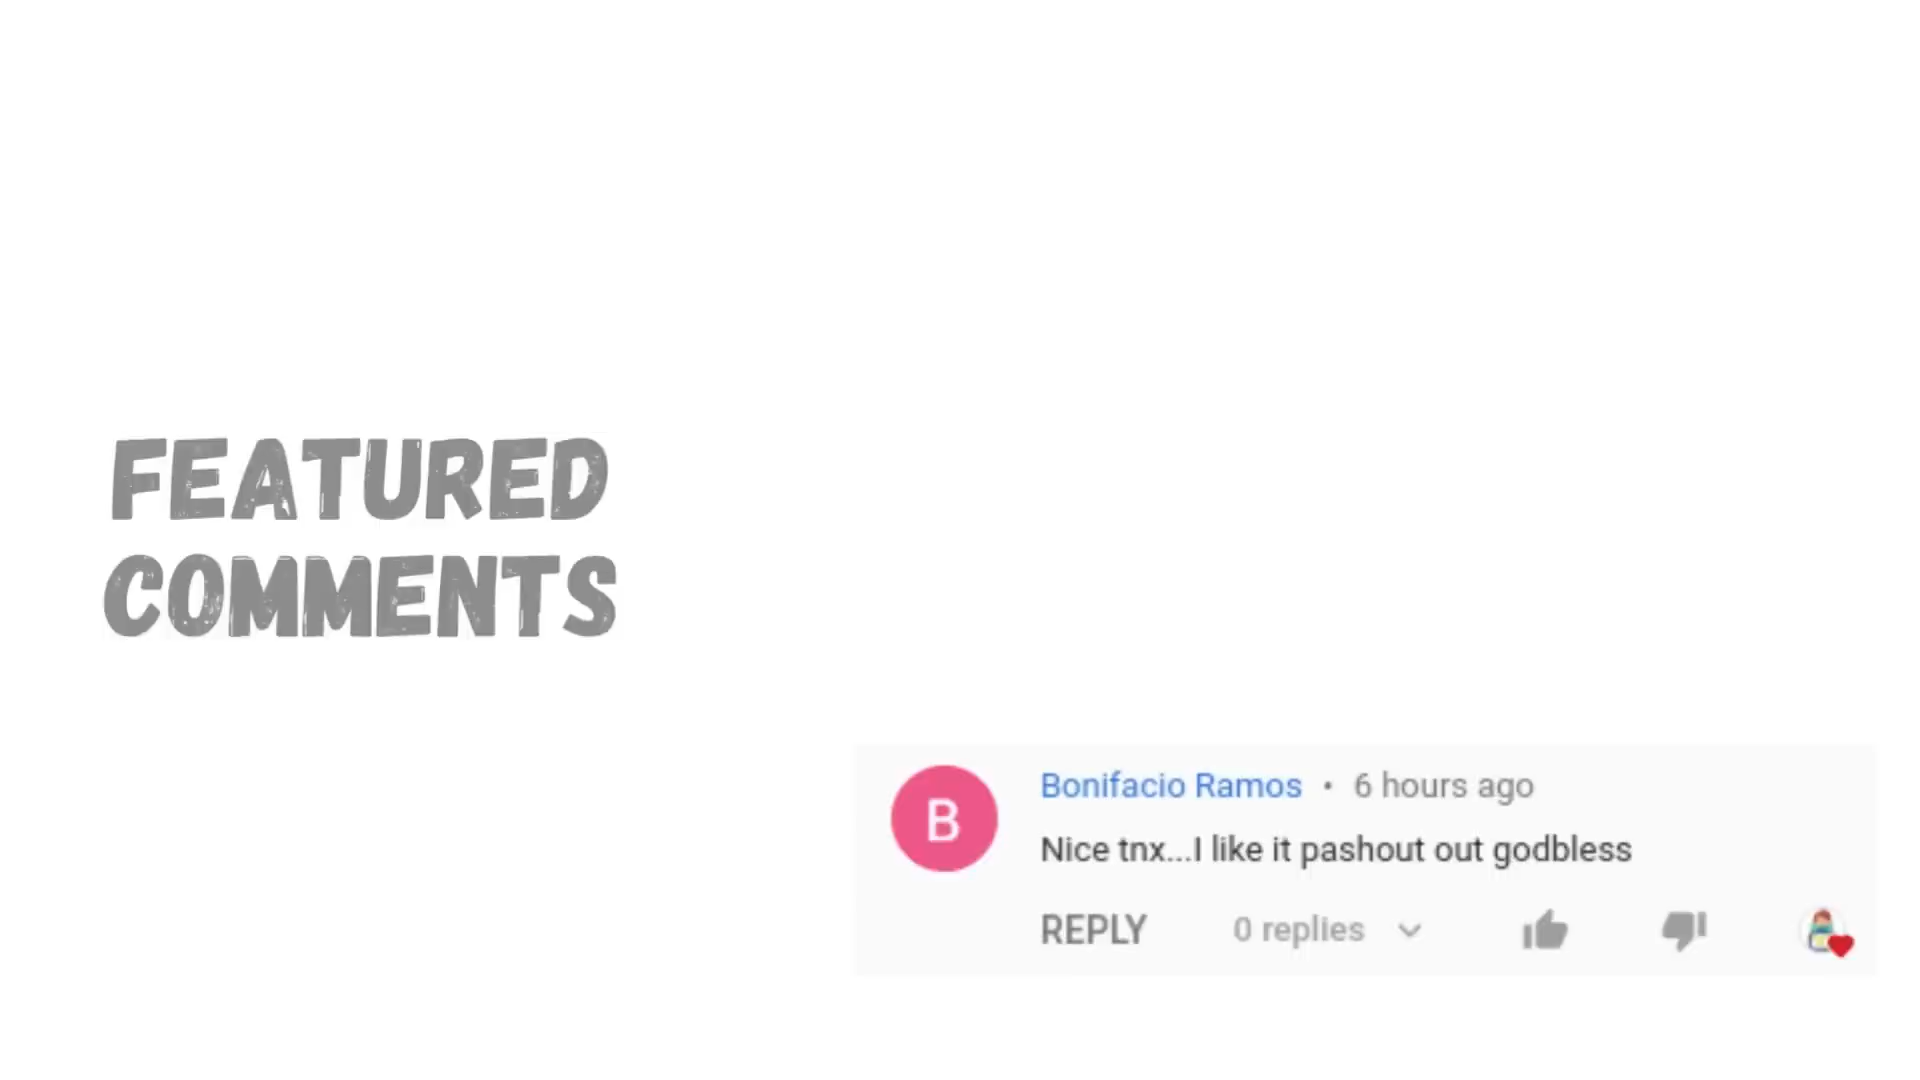 FEATURED
COMMENTS
B
Bonifacio Ramos • 6 hours ago
Nice tnx...I like it pashout out godbless
REPLY 0 replies